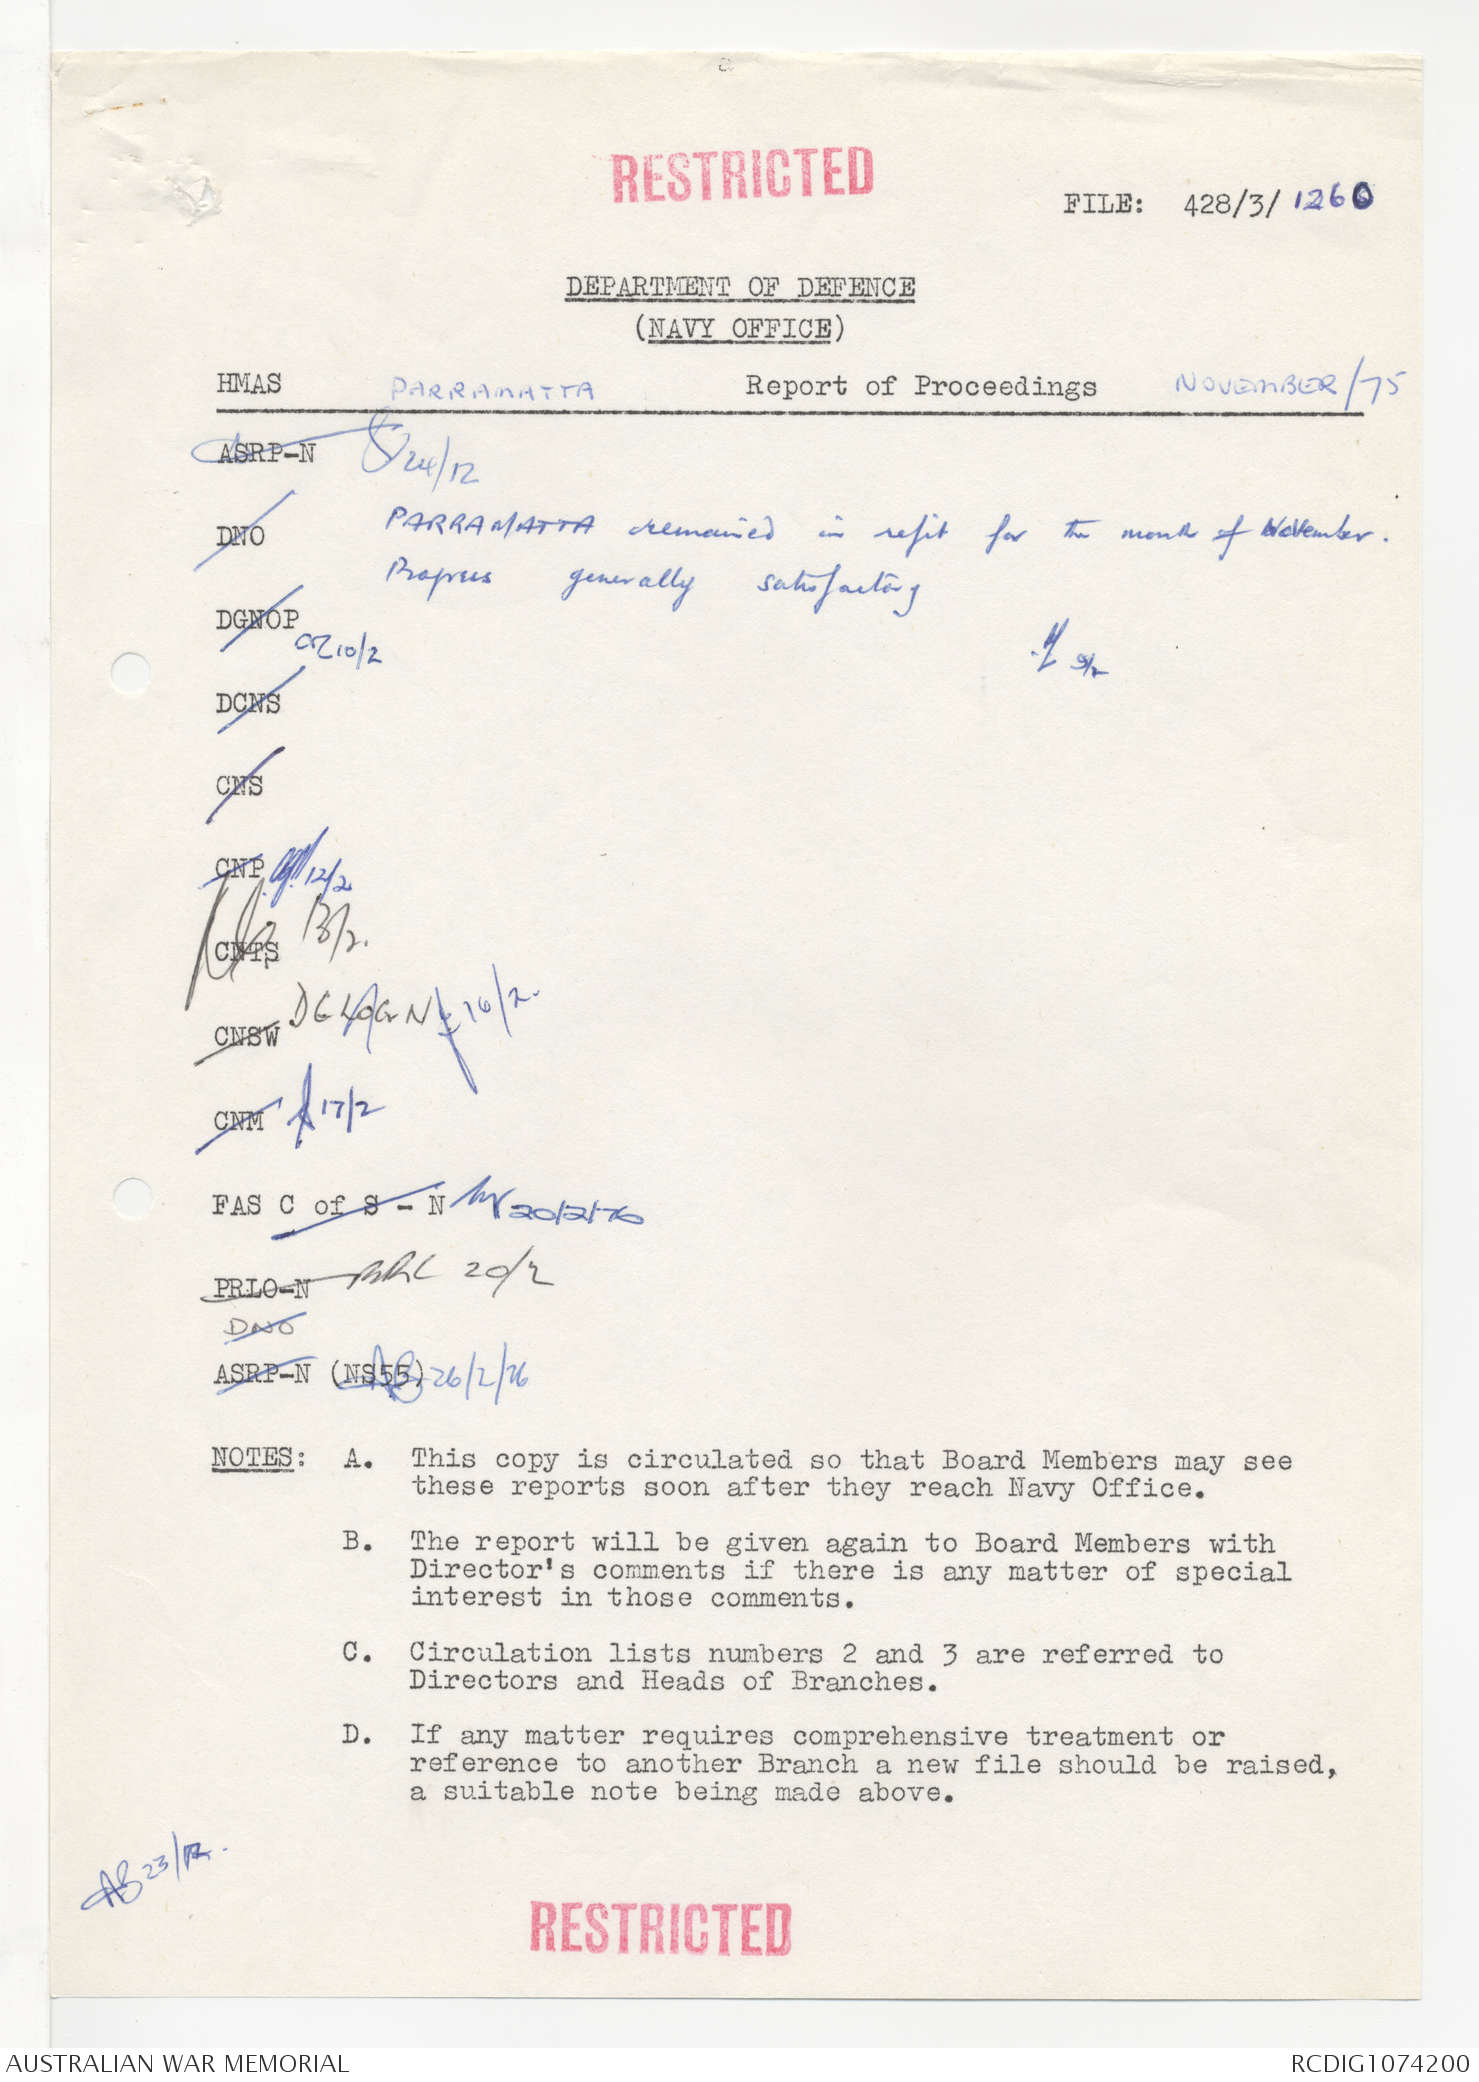 RESTRICTED
FILE: 428/3/1260
DEPARTMENT OF DEFENCE
(NAVY OFFICE)
HMAS PARRAMATTA Report of Proceedings NOVEMBER/75
ASRP-N 24/12
DNO PARRAMATTA remained in refit for the month of November.
Progress generally satisfactory
DGNOP
10/2
9/2
DCNS
CNS
CNP 12/2
CNTS 13/2.
CNSW DGLOGN 16/2.
CNM 17/2
FAS C of S - N 20/2/76
PRLO-N 20/2
DNO
ASRP-N (NS55) AB 26/2/76
NOTES: A. This copy is circulated so that Board Members may see
these reports soon after they reach Navy Office.
B. The report will be given again to Board Members with
Director's comments if there is any matter of special
interest in those comments.
C. Circulation lists numbers 2 and 3 are referred to
Directors and Heads of Branches.
D. If any matter requires comprehensive treatment or
reference to another Branch a new file should be raised,
a suitable note being made above.
AB 23/12.
RESTRICTED
AUSTRALIAN WAR MEMORIAL RCDIG1074200